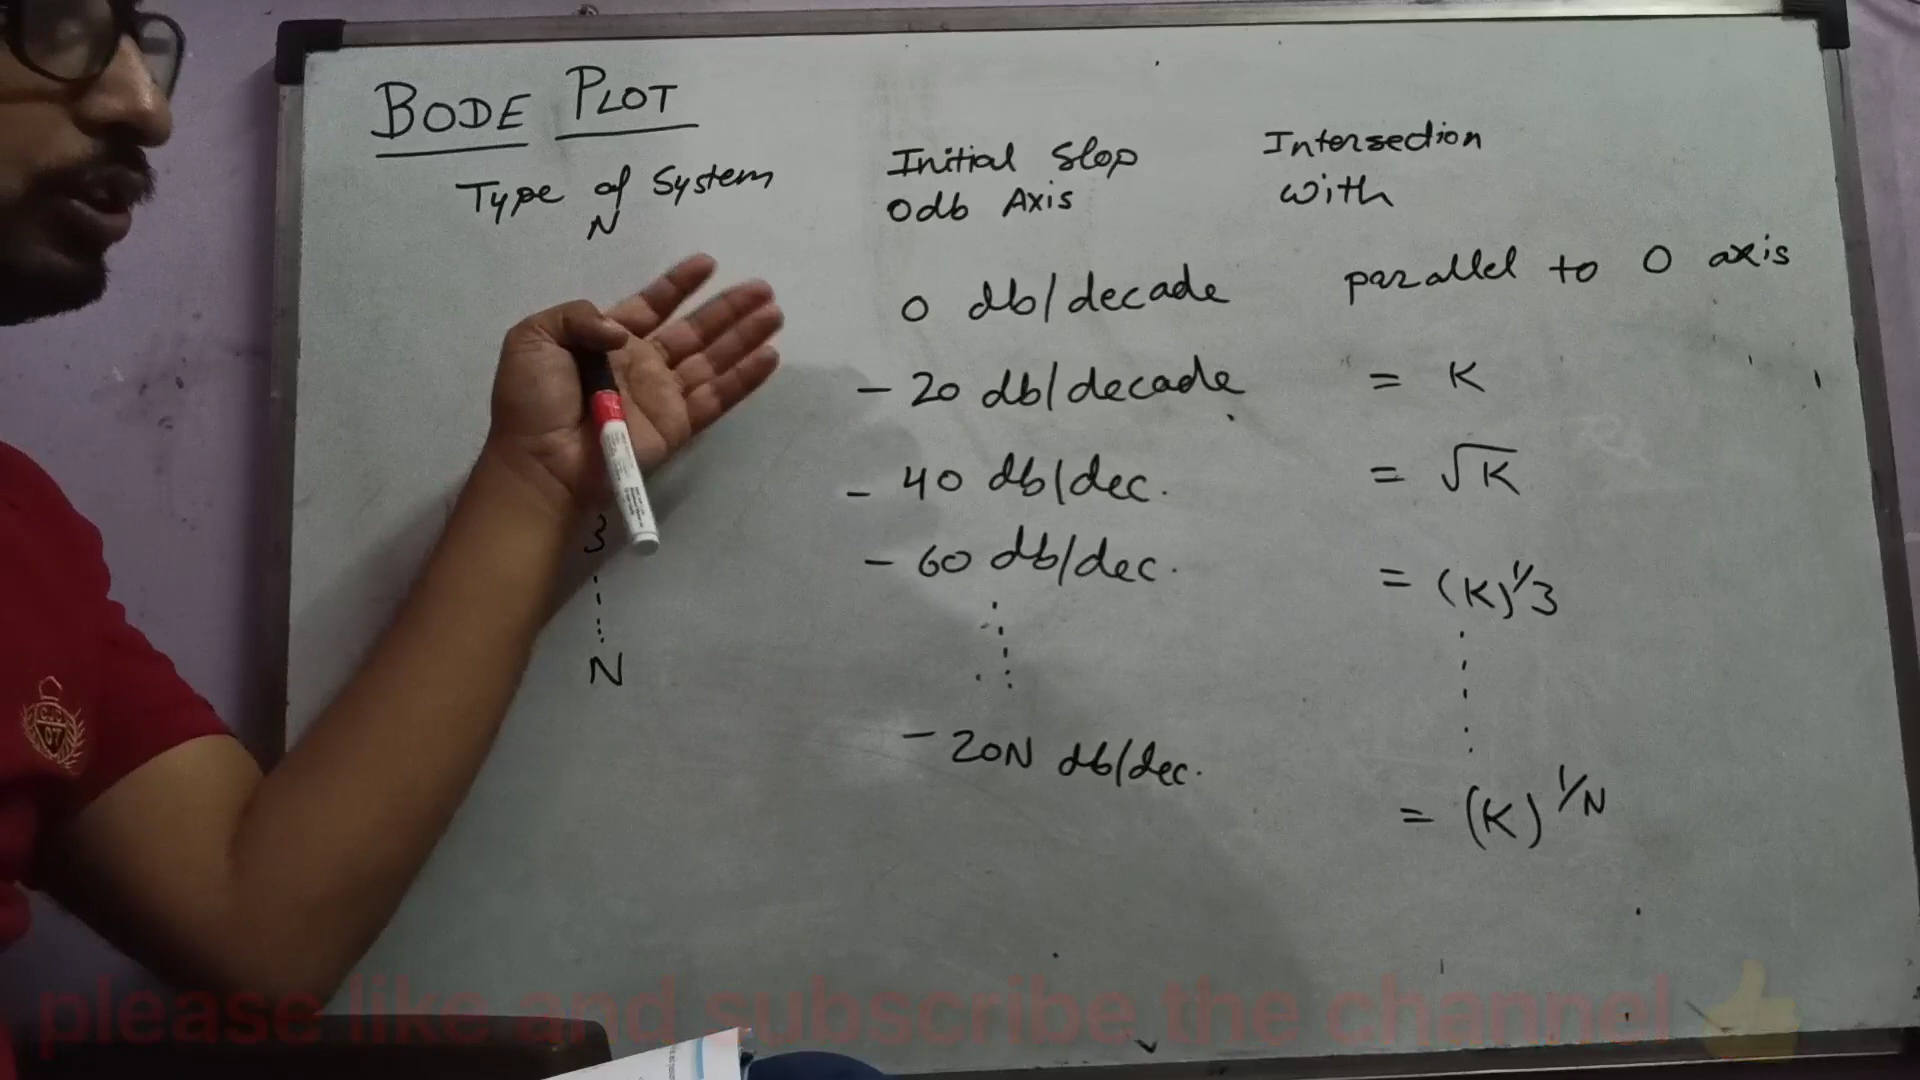 BODE PLOT
Type of System
N
Initial Slop
0db Axis
Intersection
with
0 db/decade parallel to 0 axis
- 20 db/decade = K
- 40 db/dec. = √K
3 - 60 db/dec. = (K)^1/3
N - 20N db/dec. = (K)^1/N
07
please like and subscribe the channel